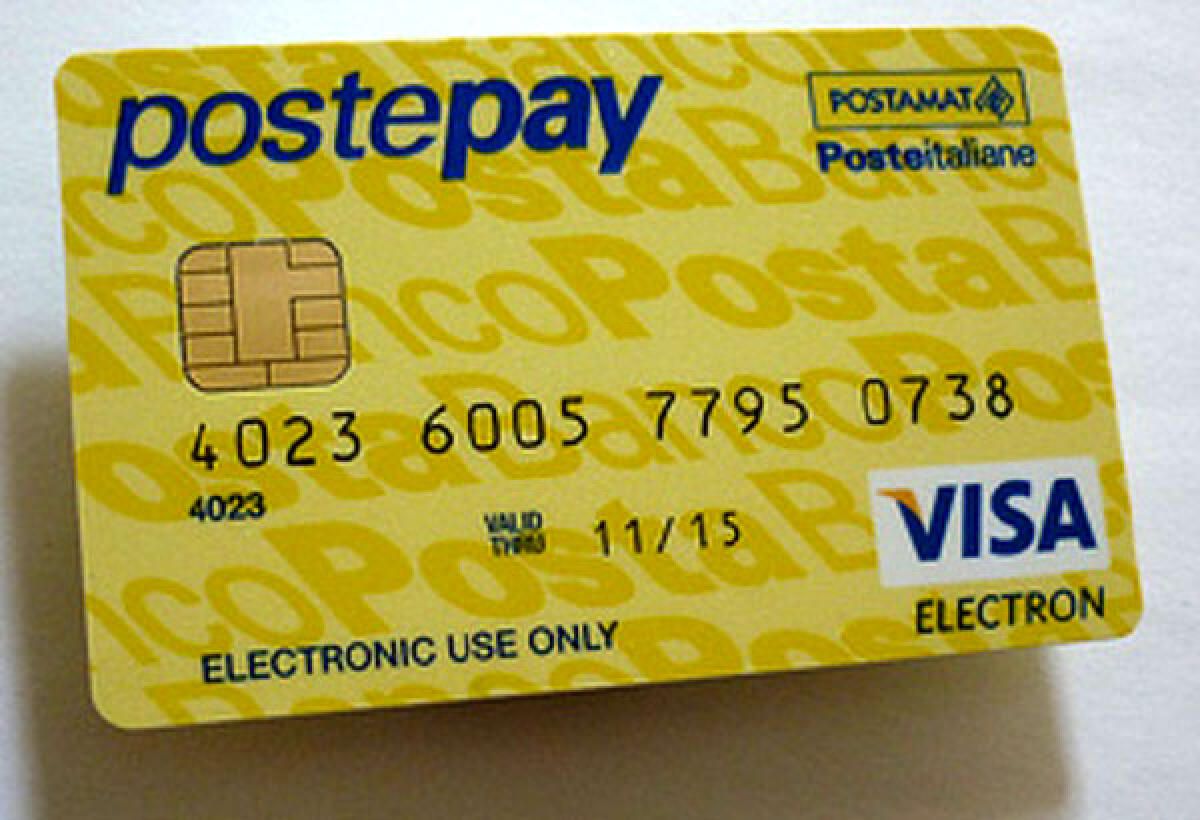 postepay
POSTAMAT
Posteitaliane
4023 6005 7795 0738
4023
VALID
THRU
11/15
VISA
ELECTRON
ELECTRONIC USE ONLY